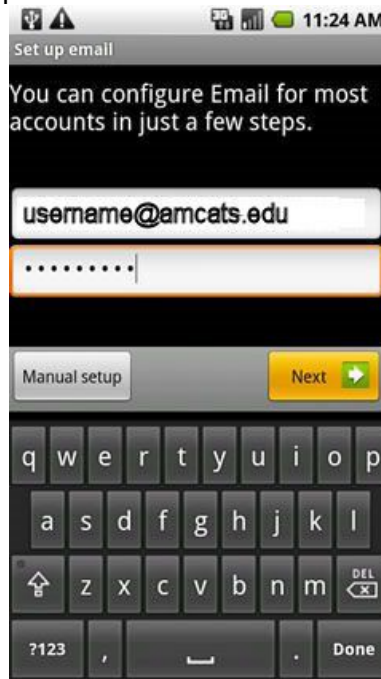 11:24 AM
Set up email
You can configure Email for most
accounts in just a few steps.
username@amcats.edu
•••••••••
Manual setup
Next
q w e r t y u i o p
a s d f g h j k l
z x c v b n m DEL
?123 , . Done